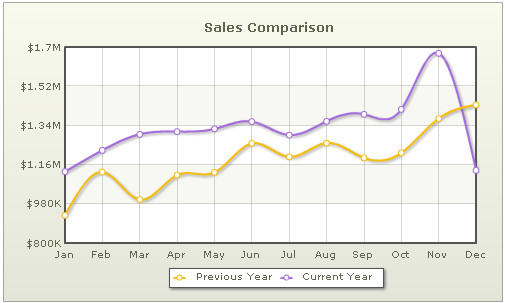 Sales Comparison
$1.7M
$1.52M
$1.34M
$1.16M
$980K
$800K
Jan Feb Mar Apr May Jun Jul Aug Sep Oct Nov Dec
Previous Year Current Year